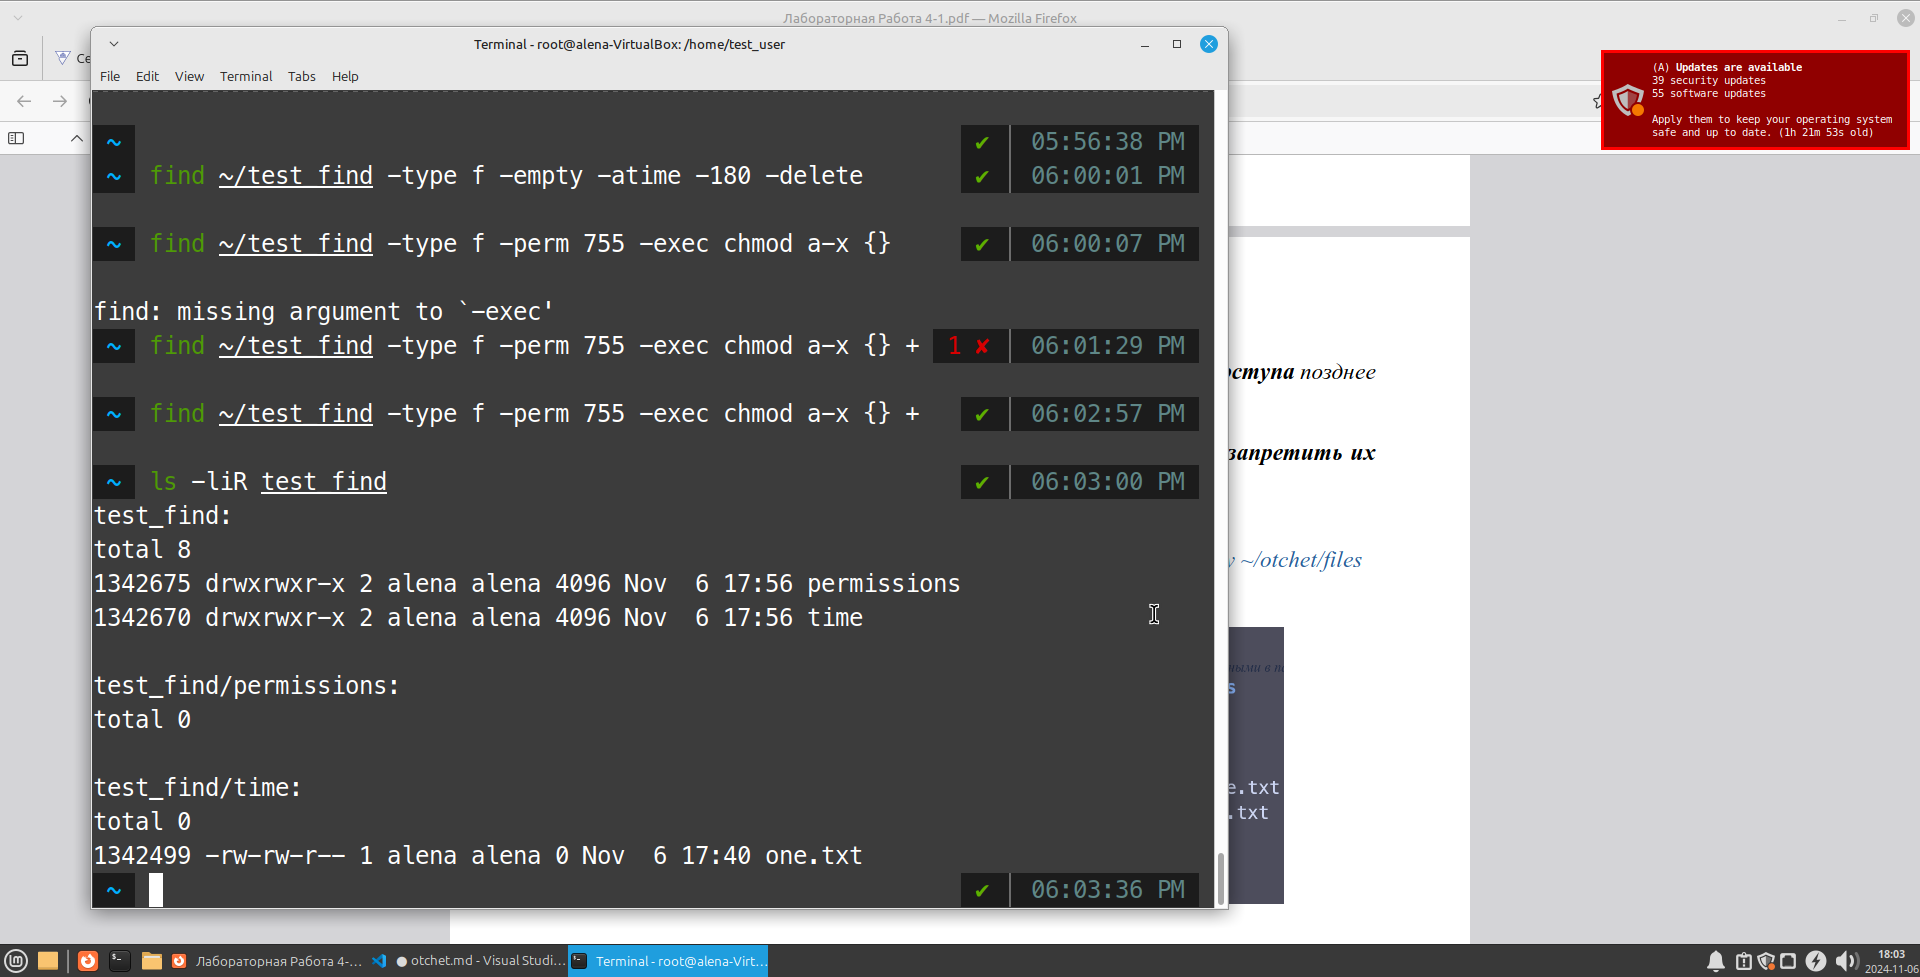 Лабораторная Работа 4-1.pdf — Mozilla Firefox
Terminal - root@alena-VirtualBox: /home/test_user
Се
File Edit View Terminal Tabs Help
(A) Updates are available
39 security updates
55 software updates
Apply them to keep your operating system
safe and up to date. (1h 21m 53s old)
~ ✔ 05:56:38 PM
~ find ~/test_find -type f -empty -atime -180 -delete ✔ 06:00:01 PM
~ find ~/test_find -type f -perm 755 -exec chmod a-x {} ✔ 06:00:07 PM
find: missing argument to `-exec'
~ find ~/test_find -type f -perm 755 -exec chmod a-x {} + 1 ✘ 06:01:29 PM
~ find ~/test_find -type f -perm 755 -exec chmod a-x {} + ✔ 06:02:57 PM
~ ls -liR test_find ✔ 06:03:00 PM
test_find:
total 8
1342675 drwxrwxr-x 2 alena alena 4096 Nov  6 17:56 permissions
1342670 drwxrwxr-x 2 alena alena 4096 Nov  6 17:56 time
test_find/permissions:
total 0
test_find/time:
total 0
1342499 -rw-rw-r-- 1 alena alena 0 Nov  6 17:40 one.txt
~ ✔ 06:03:36 PM
оступа позднее
запретить их
~/otchet/files
ными в п
s
e.txt
.txt
Лабораторная Работа 4-...
otchet.md - Visual Studi...
Terminal - root@alena-Virt...
18:03
2024-11-06